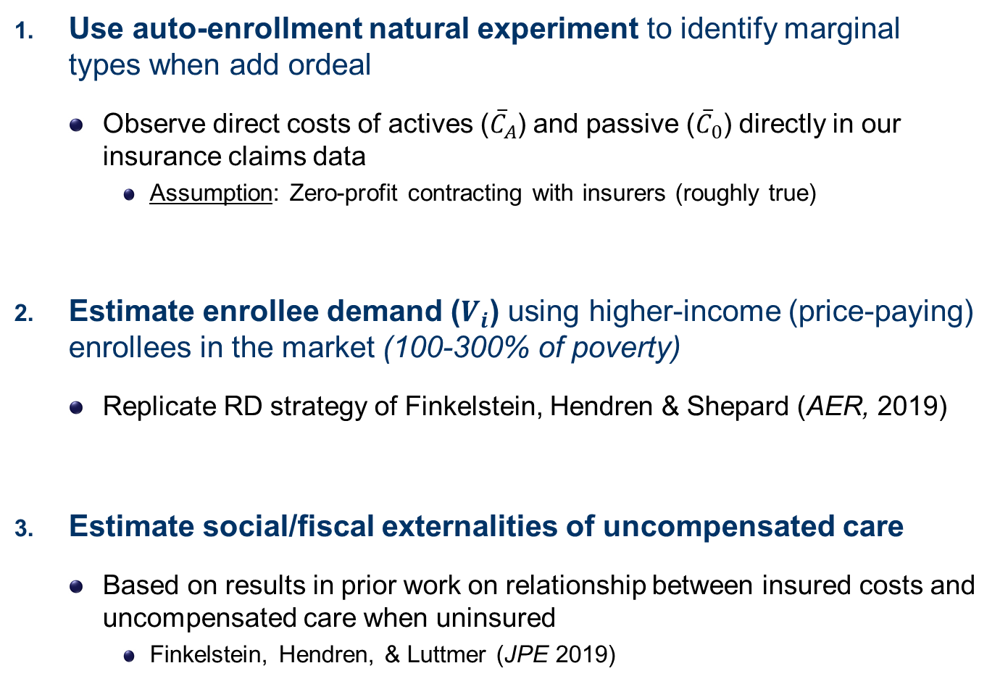 1. Use auto-enrollment natural experiment to identify marginal
types when add ordeal
Observe direct costs of actives (C̄_A) and passive (C̄_0) directly in our
insurance claims data
Assumption: Zero-profit contracting with insurers (roughly true)
2. Estimate enrollee demand (V_i) using higher-income (price-paying)
enrollees in the market (100-300% of poverty)
Replicate RD strategy of Finkelstein, Hendren & Shepard (AER, 2019)
3. Estimate social/fiscal externalities of uncompensated care
Based on results in prior work on relationship between insured costs and
uncompensated care when uninsured
Finkelstein, Hendren, & Luttmer (JPE 2019)